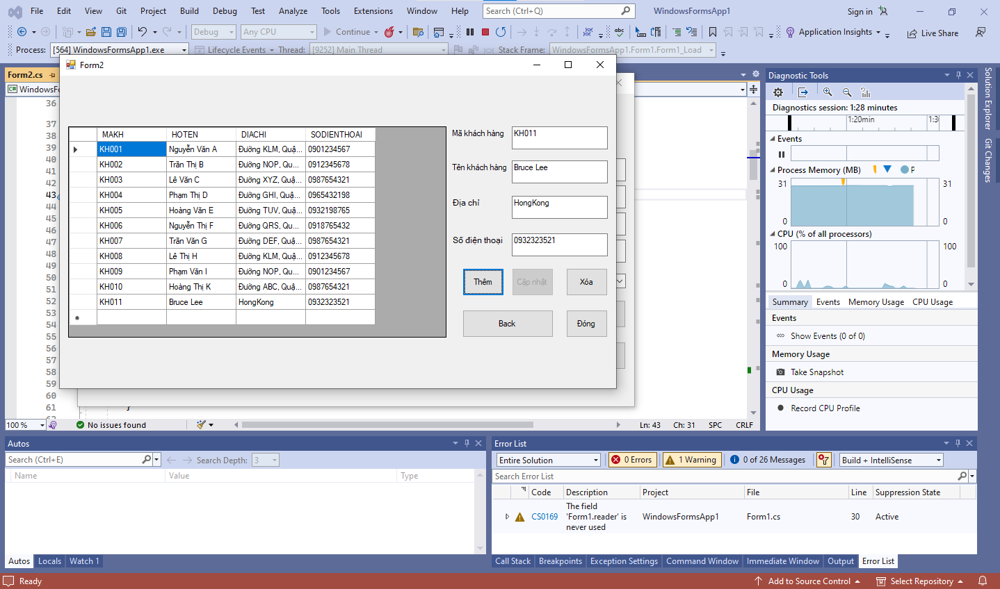 File Edit View Git Project Build Debug Test Analyze Tools Extensions Window Help Search (Ctrl+Q) WindowsFormsApp1 Sign in
Debug Any CPU Continue Application Insights Live Share
Process: [564] WindowsFormsApp1.exe Lifecycle Events Thread: [9252] Main Thread Stack Frame: WindowsFormsApp1.Form1.Form1_Load
Form2.cs
C# WindowsFo
36
37
38
39
40
41
42
43
44
45
46
47
48
49
50
51
52
53
54
55
56
57
58
59
60
61
}
Form2
MAKH HOTEN DIACHI SODIENTHOAI
KH001 Nguyễn Văn A Đường KLM, Quậ... 0901234567
KH002 Trần Thị B Đường NOP, Qu... 0912345678
KH003 Lê Văn C Đường XYZ, Quậ... 0987654321
KH004 Phạm Thị D Đường GHI, Quậ... 0965432198
KH005 Hoàng Văn E Đường TUV, Quậ... 0932198765
KH006 Nguyễn Thị F Đường QRS, Qu... 0918765432
KH007 Trần Văn G Đường DEF, Quậ... 0987654321
KH008 Lê Thị H Đường KLM, Quậ... 0912345678
KH009 Phạm Văn I Đường NOP, Qu... 0901234567
KH010 Hoàng Thị K Đường ABC, Quậ... 0987654321
KH011 Bruce Lee HongKong 0932323521
Mã khách hàng KH011
Tên khách hàng Bruce Lee
Địa chỉ HongKong
Số điện thoại 0932323521
Thêm Cập nhật Xóa
Back Đóng
100 % No issues found Ln: 43 Ch: 31 SPC CRLF
Diagnostic Tools
Diagnostics session: 1:28 minutes
1:20min 1:3
Events
Process Memory (MB) P
31 31
0 0
CPU (% of all processors)
100 100
0 0
Summary Events Memory Usage CPU Usage
Events
Show Events (0 of 0)
Memory Usage
Take Snapshot
CPU Usage
Record CPU Profile
Solution Explorer
Git Changes
Autos
Search (Ctrl+E) Search Depth: 3
Name Value Type
Autos Locals Watch 1
Error List
Entire Solution 0 Errors 1 Warning 0 of 26 Messages Build + IntelliSense
Search Error List
Code Description Project File Line Suppression State
CS0169 The field 'Form1.reader' is never used WindowsFormsApp1 Form1.cs 30 Active
Call Stack Breakpoints Exception Settings Command Window Immediate Window Output Error List
Ready Add to Source Control Select Repository